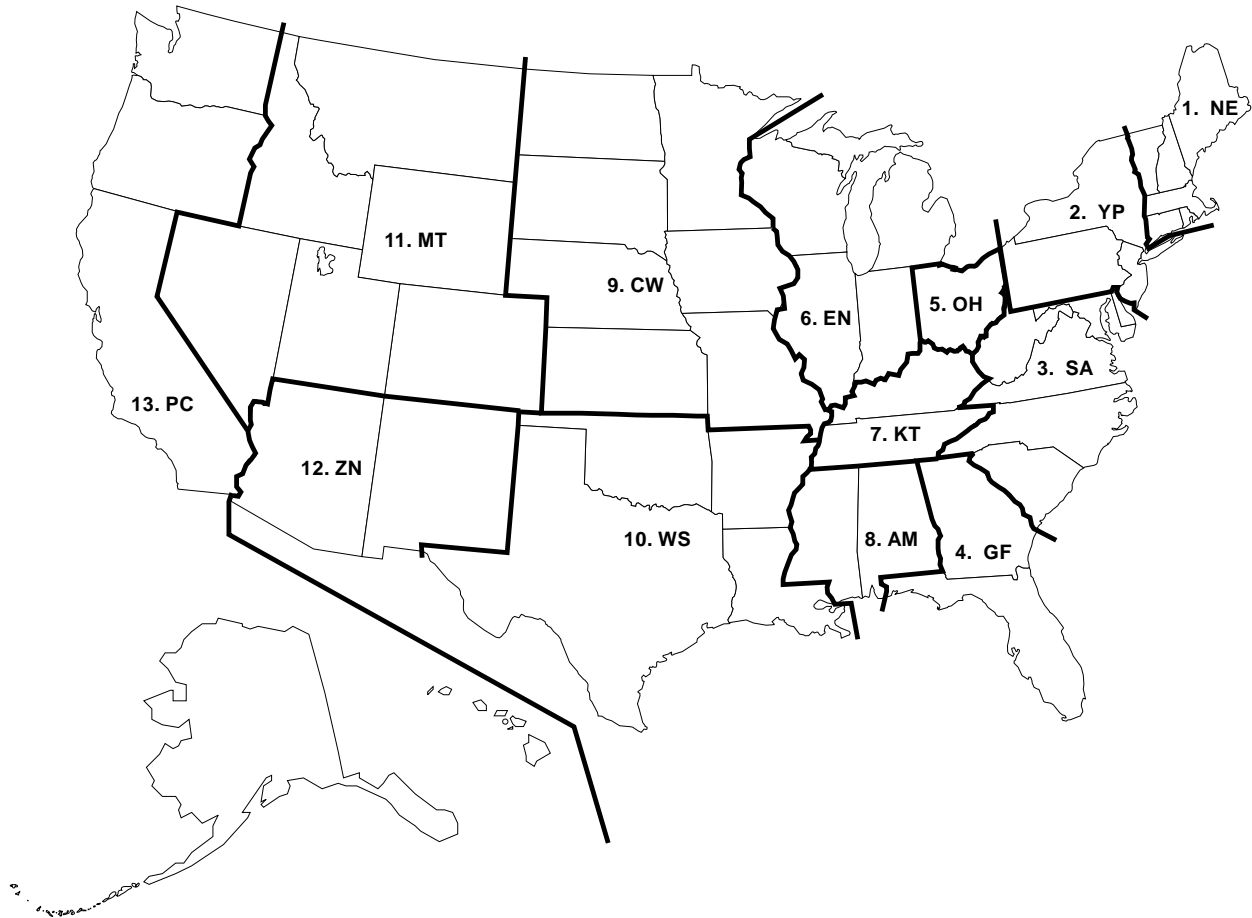 1. NE
2. YP
3. SA
4. GF
5. OH
6. EN
7. KT
8. AM
9. CW
10. WS
11. MT
12. ZN
13. PC